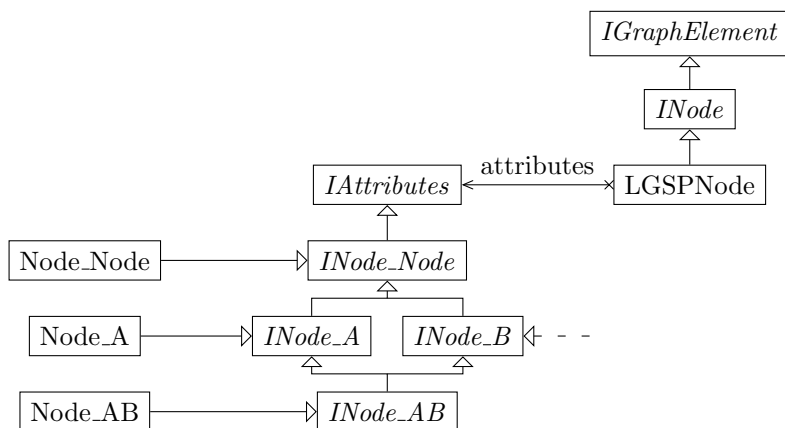 IGraphElement
INode
attributes
IAttributes
LGSPNode
Node_Node
INode_Node
Node_A
INode_A
INode_B
Node_AB
INode_AB